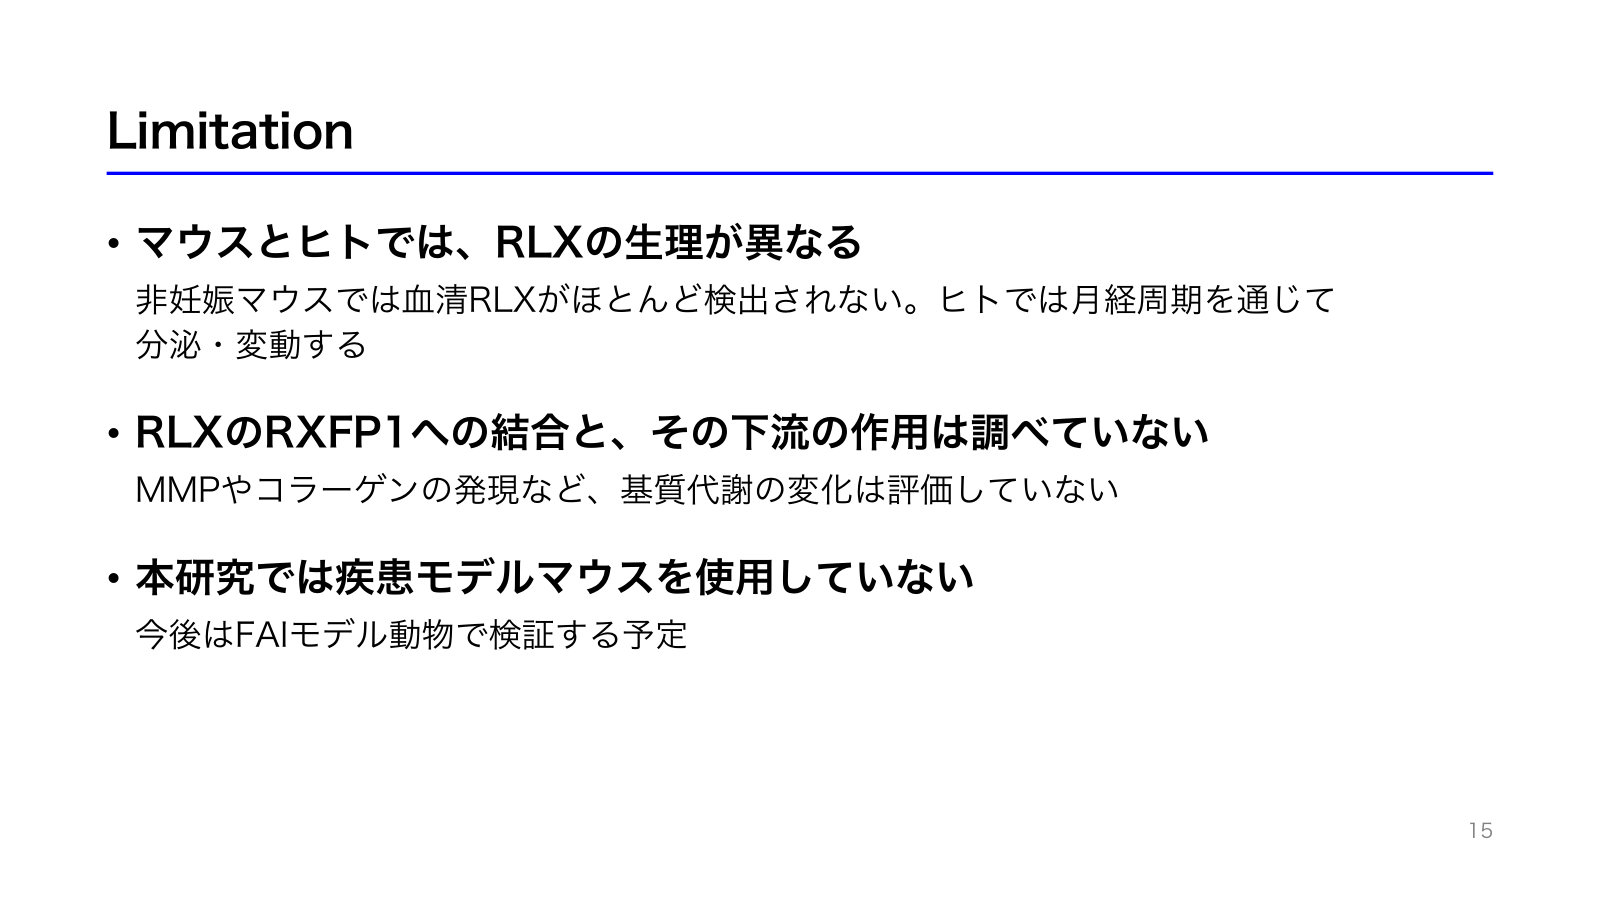 Limitation
• マウスとヒトでは、RLXの生理が異なる
非妊娠マウスでは血清RLXがほとんど検出されない。ヒトでは月経周期を通じて
分泌・変動する
• RLXのRXFP1への結合と、その下流の作用は調べていない
MMPやコラーゲンの発現など、基質代謝の変化は評価していない
• 本研究では疾患モデルマウスを使用していない
今後はFAIモデル動物で検証する予定
15